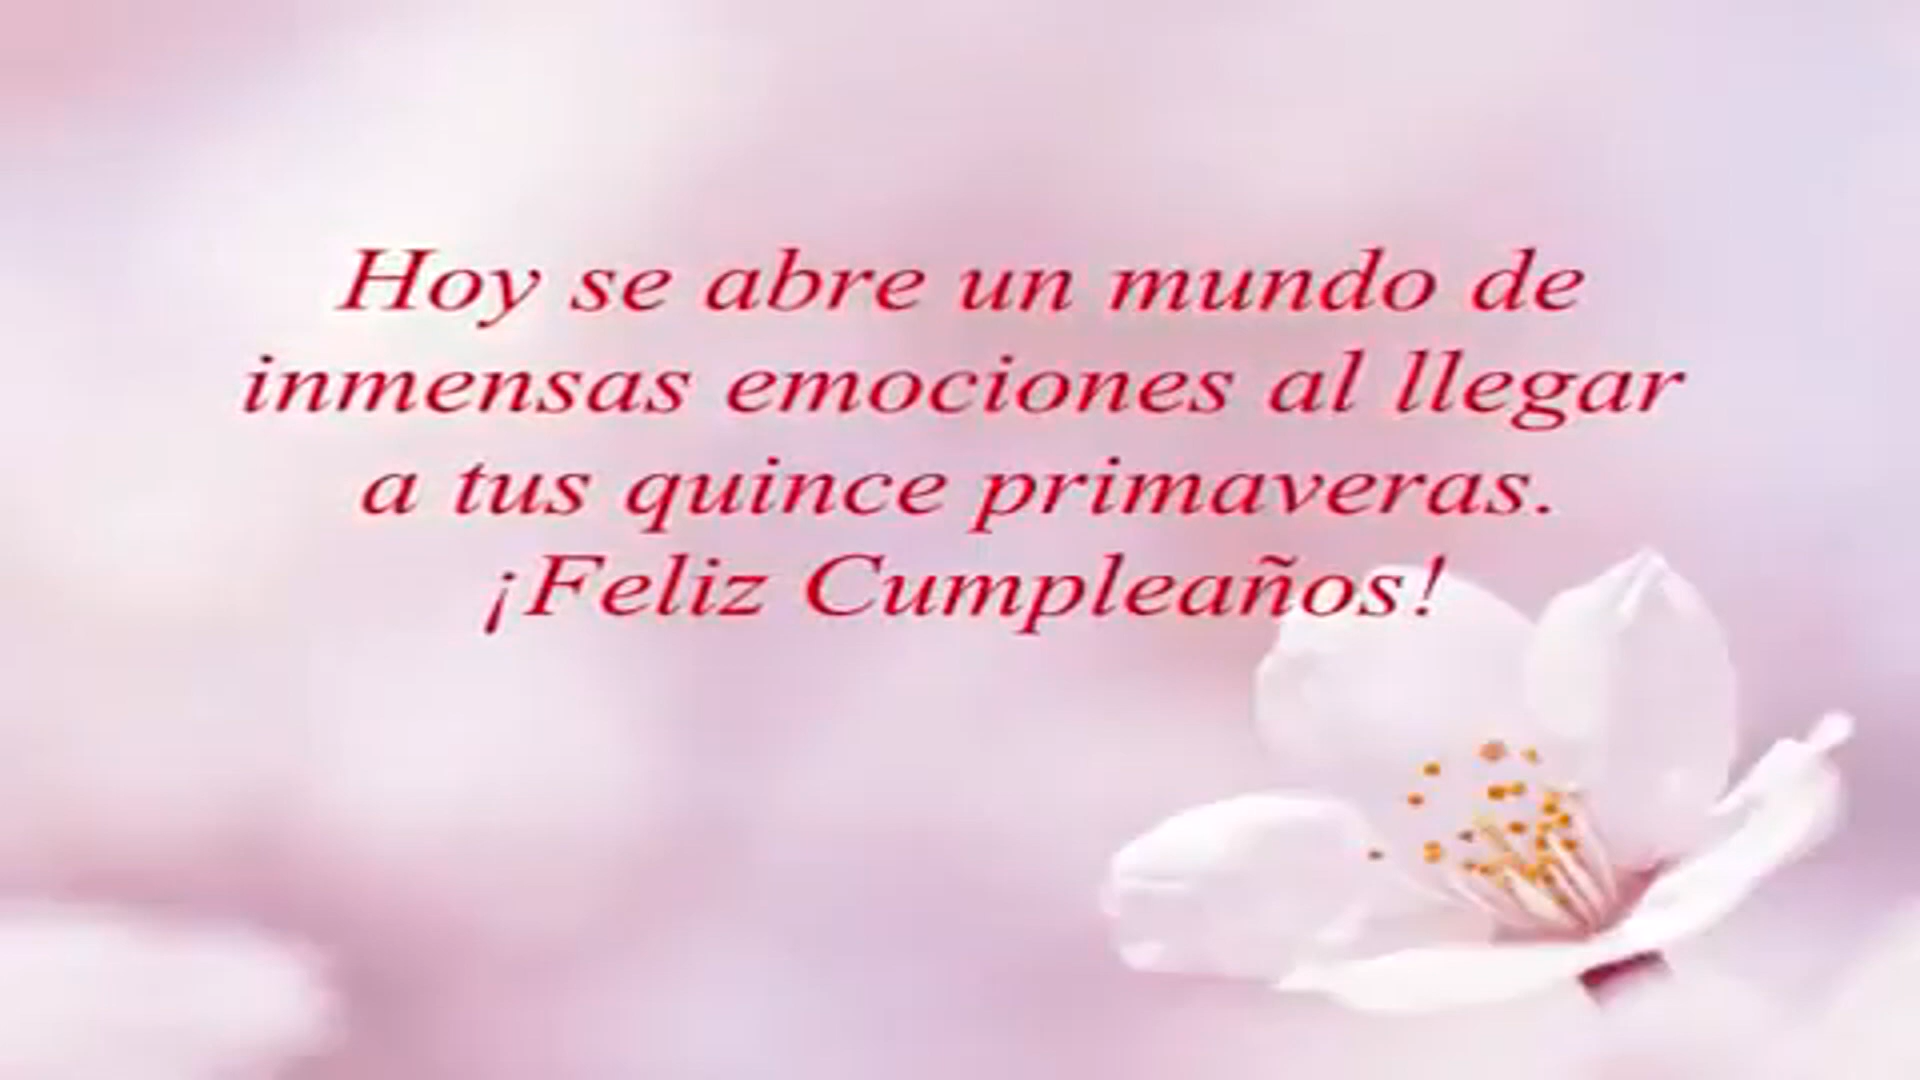 Hoy se abre un mundo de
inmensas emociones al llegar
a tus quince primaveras.
¡Feliz Cumpleaños!